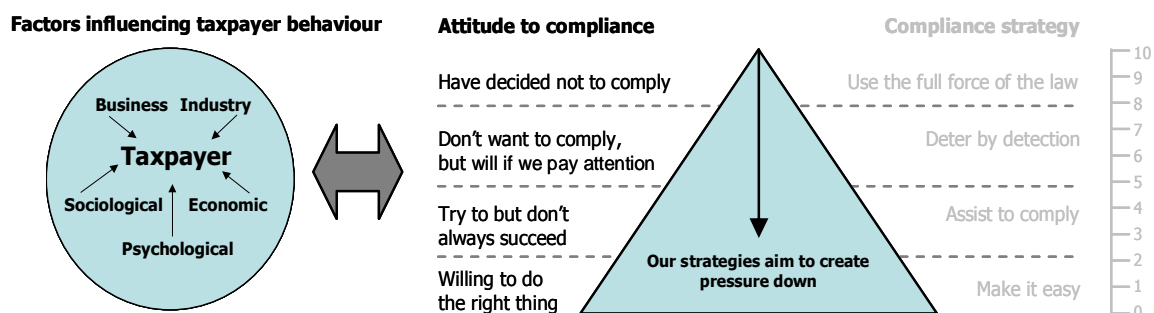 Factors influencing taxpayer behaviour
Business Industry
Taxpayer
Sociological Economic
Psychological
Attitude to compliance
Have decided not to comply
Don't want to comply,
but will if we pay attention
Try to but don't
always succeed
Willing to do
the right thing
Our strategies aim to create
pressure down
Compliance strategy
Use the full force of the law
Deter by detection
Assist to comply
Make it easy
10
9
8
7
6
5
4
3
2
1
0